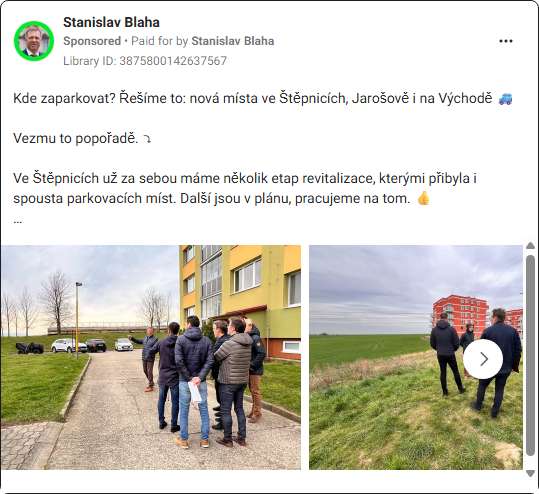 Stanislav Blaha
Sponsored • Paid for by Stanislav Blaha
Library ID: 3875800142637567
Kde zaparkovat? Řešíme to: nová místa ve Štěpnicích, Jarošově i na Východě 🚙
Vezmu to popořadě. ⤵
Ve Štěpnicích už za sebou máme několik etap revitalizace, kterými přibyla i
spousta parkovacích míst. Další jsou v plánu, pracujeme na tom. 👍
...